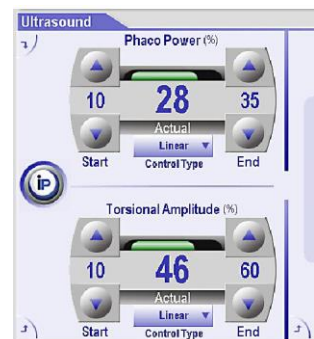 Ultrasound
Phaco Power (%)
10 28 35
Actual
Linear
Start Control Type End
iP
Torsional Amplitude (%)
10 46 60
Actual
Linear
Start Control Type End